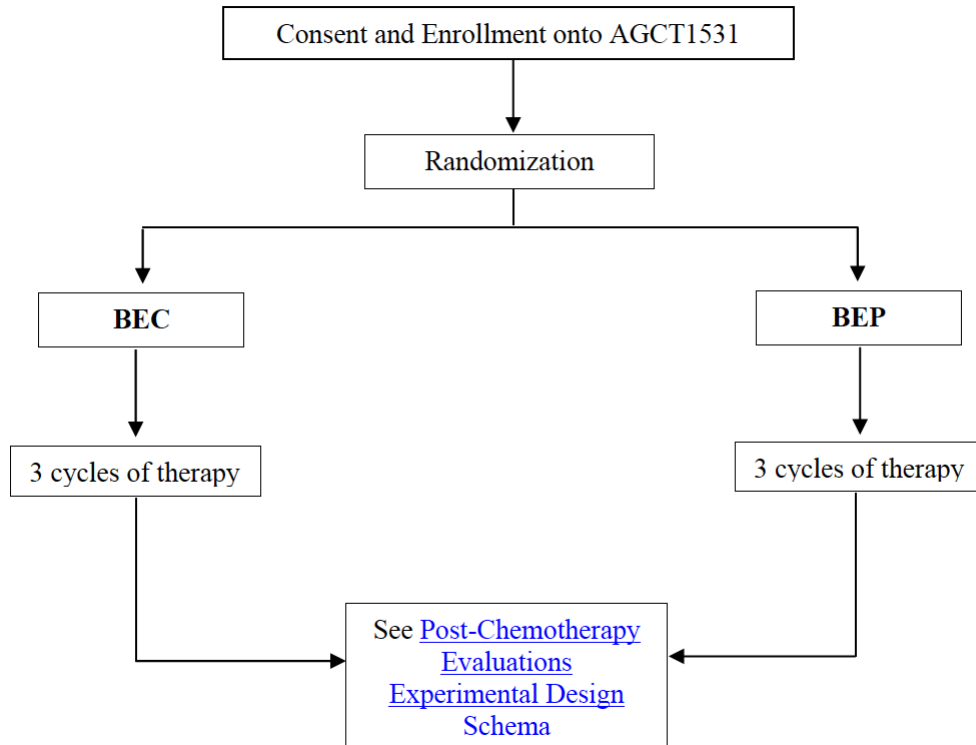 Consent and Enrollment onto AGCT1531
Randomization
BEC
BEP
3 cycles of therapy
3 cycles of therapy
See Post-Chemotherapy
Evaluations
Experimental Design
Schema